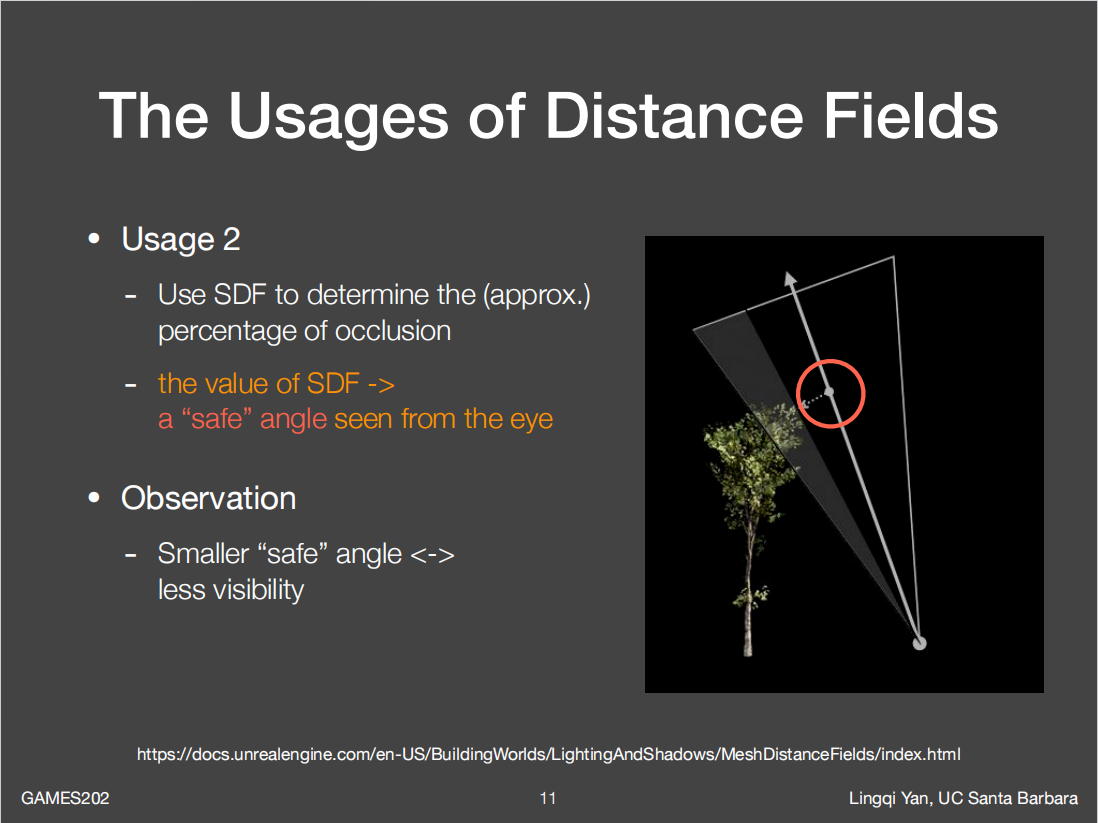 The Usages of Distance Fields
• Usage 2
- Use SDF to determine the (approx.)
percentage of occlusion
- the value of SDF ->
a “safe” angle seen from the eye
• Observation
- Smaller “safe” angle <->
less visibility
https://docs.unrealengine.com/en-US/BuildingWorlds/LightingAndShadows/MeshDistanceFields/index.html
GAMES202
11
Lingqi Yan, UC Santa Barbara